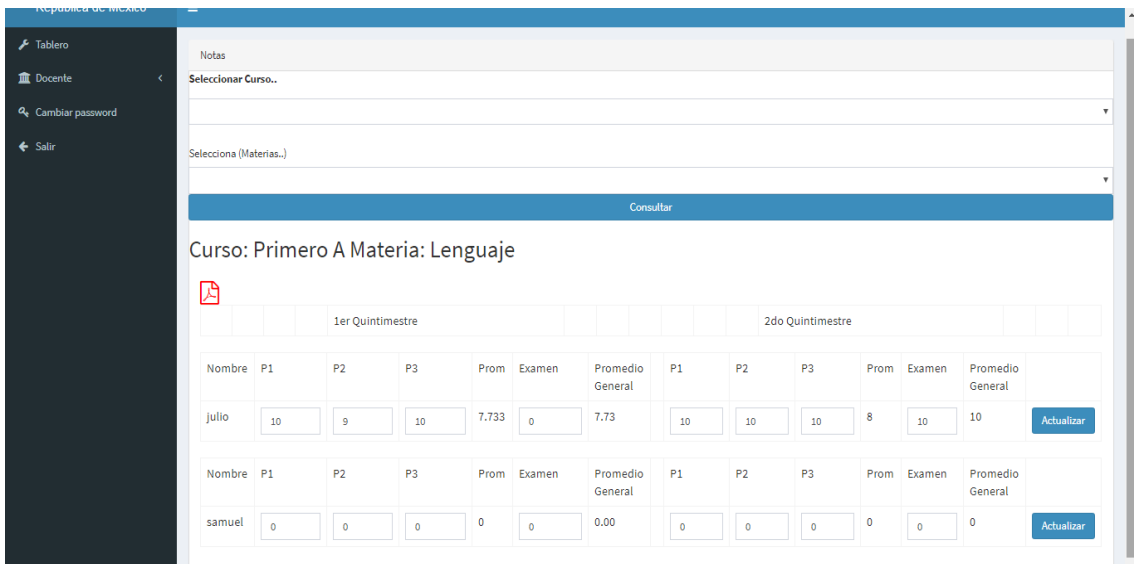 República de México
Tablero
Docente
Cambiar password
Salir
Notas
Seleccionar Curso..
Selecciona (Materias..)
Consultar
Curso: Primero A Materia: Lenguaje
1er Quintimestre 2do Quintimestre
Nombre P1 P2 P3 Prom Examen Promedio General P1 P2 P3 Prom Examen Promedio General
julio 10 9 10 7.733 0 7.73 10 10 10 8 10 10 Actualizar
Nombre P1 P2 P3 Prom Examen Promedio General P1 P2 P3 Prom Examen Promedio General
samuel 0 0 0 0 0 0.00 0 0 0 0 0 0 Actualizar